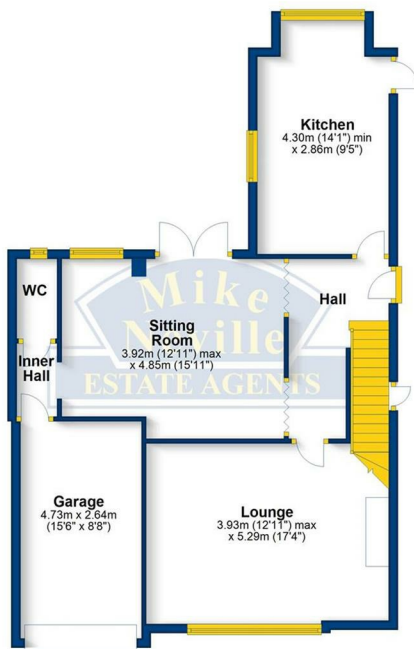 Kitchen
4.30m (14'1") min
x 2.86m (9'5")
WC
Mike
Neville
ESTATE AGENTS
Hall
Sitting
Room
3.92m (12'11") max
x 4.85m (15'11")
Inner
Hall
Garage
4.73m x 2.64m
(15'6" x 8'8")
Lounge
3.93m (12'11") max
x 5.29m (17'4")